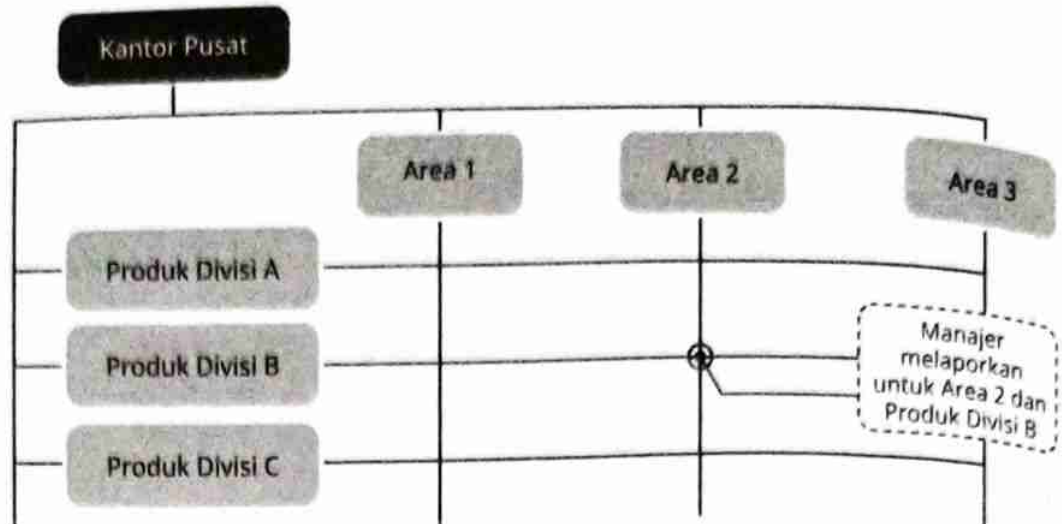 Kantor Pusat
Area 1
Area 2
Area 3
Produk Divisi A
Produk Divisi B
Manajer
melaporkan
untuk Area 2 dan
Produk Divisi B
Produk Divisi C